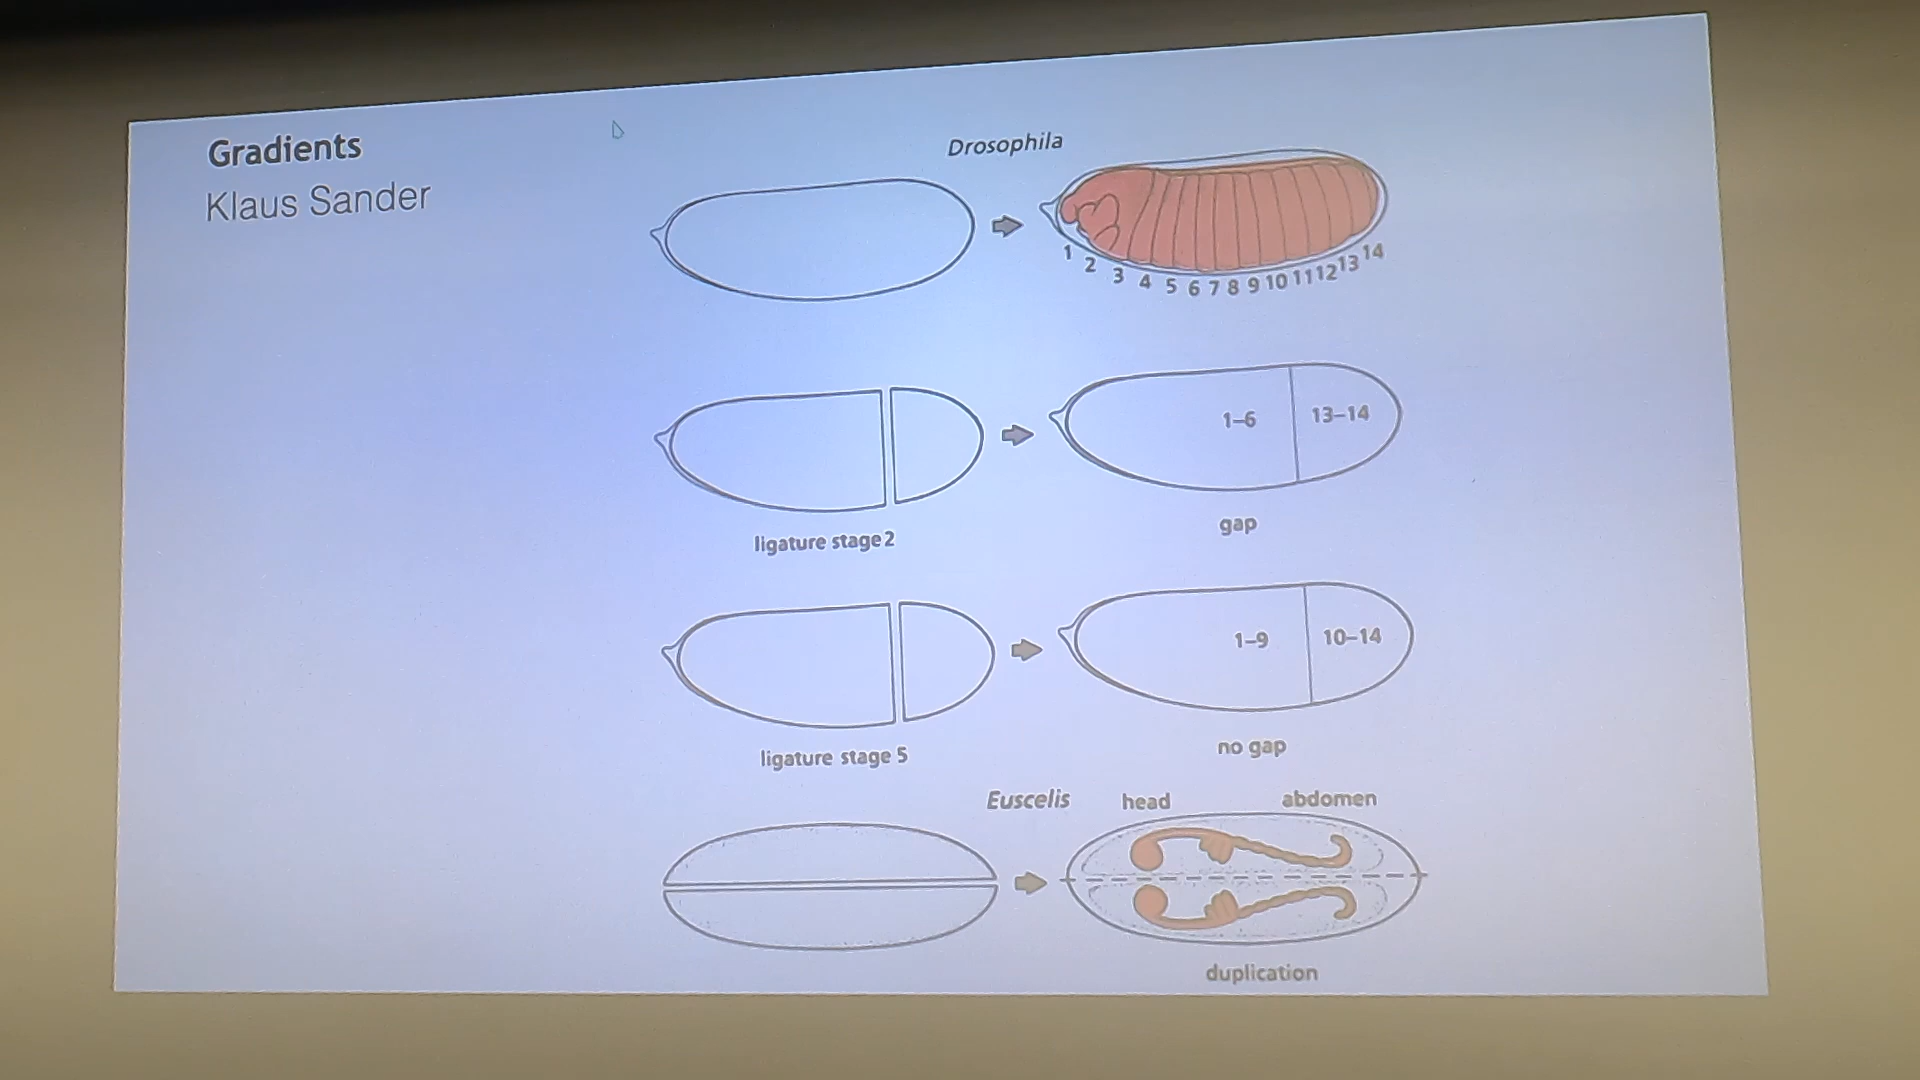 Gradients
Klaus Sander
Drosophila
1 2 3 4 5 6 7 8 9 10 11 12 13 14
1–6 13–14
ligature stage 2
gap
1–9 10–14
ligature stage 5
no gap
Euscelis head abdomen
duplication